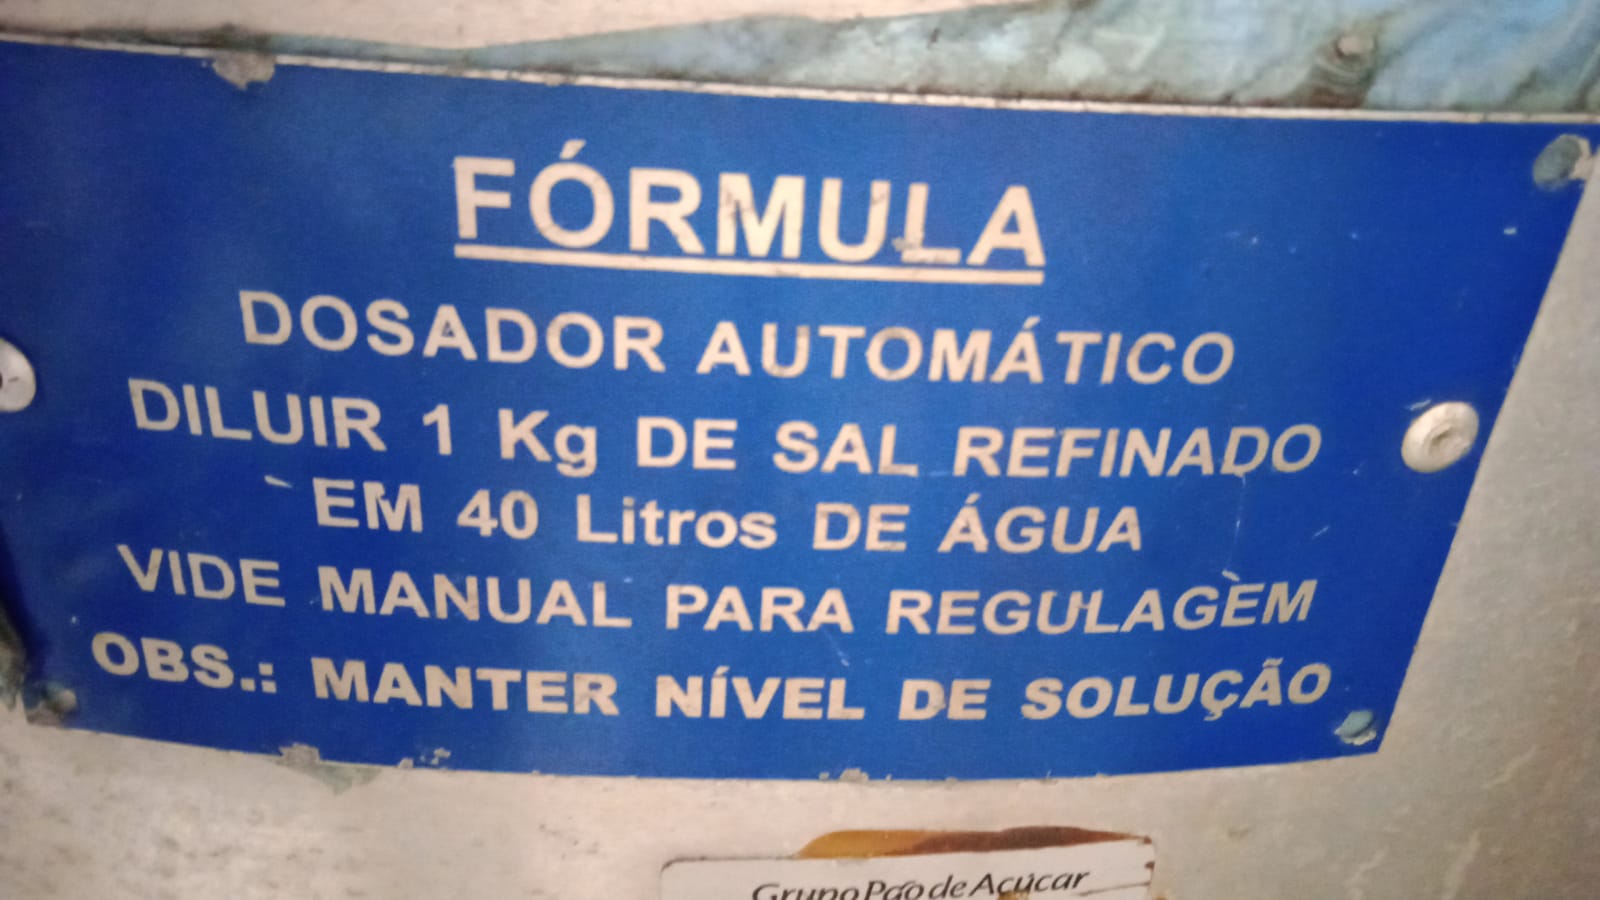 FÓRMULA
DOSADOR AUTOMÁTICO
DILUIR 1 Kg DE SAL REFINADO
EM 40 Litros DE ÁGUA
VIDE MANUAL PARA REGULAGEM
OBS.: MANTER NÍVEL DE SOLUÇÃO
Grupo Pão de Açúcar